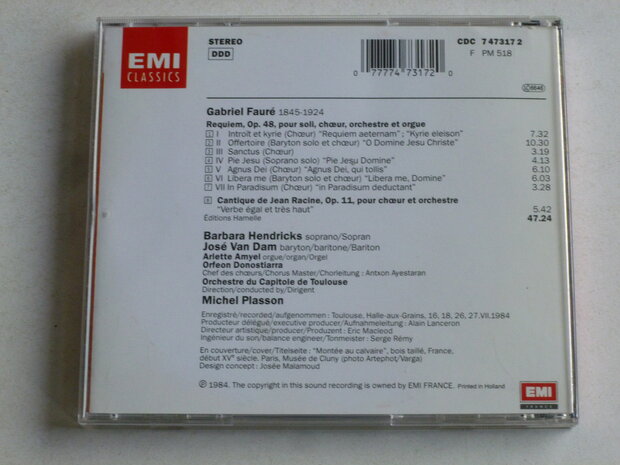 EMI
CLASSICS
STEREO
DDD
0 77774 73172 0
CDC 7 47317 2
F PM 518
Gabriel Fauré 1845-1924
Requiem, Op. 48, pour soli, chœur, orchestre et orgue
1 I Introït et kyrie (Chœur) “Requiem aeternam” ; “Kyrie eleison” 7.32
2 II Offertoire (Baryton solo et chœur) “O Domine Jesu Christe” 10.30
3 III Sanctus (Chœur) 3.19
4 IV Pie Jesu (Soprano solo) “Pie Jesu Domine” 4.13
5 V Agnus Dei (Chœur) “Agnus Dei, qui tollis” 6.10
6 VI Libera me (Baryton solo et chœur) “Libera me, Domine” 6.03
7 VII In Paradisum (Chœur) “in Paradisum deductant” 3.28
8 Cantique de Jean Racine, Op. 11, pour chœur et orchestre
“Verbe égal et très haut” 5.42
Éditions Hamelle 47.24
Barbara Hendricks soprano/Sopran
José Van Dam baryton/baritone/Bariton
Arlette Amyel orgue/organ/Orgel
Orfeon Donostiarra
Chef des chœurs/Chorus Master/Chorleitung : Antxon Ayestaran
Orchestre du Capitole de Toulouse
Direction/conducted by/Dirigent
Michel Plasson
Enregistré/recorded/aufgenommen : Toulouse, Halle-aux-Grains, 16, 18, 26, 27.VII.1984
Producteur délégué/executive producer/Aufnahmeleitung : Alain Lanceron
Directeur artistique/producer/Produzent : Eric Macleod
Ingénieur du son/balance engineer/Tonmeister : Serge Rémy
En couverture/cover/Titelseite : “Montée au calvaire”, bois taillé, France,
début XVe siècle. Paris, Musée de Cluny (photo Artephot/Varga)
Design concept : Josée Malamoud
℗ 1984. The copyright in this sound recording is owned by EMI FRANCE. Printed in Holland
EMI
FRANCE